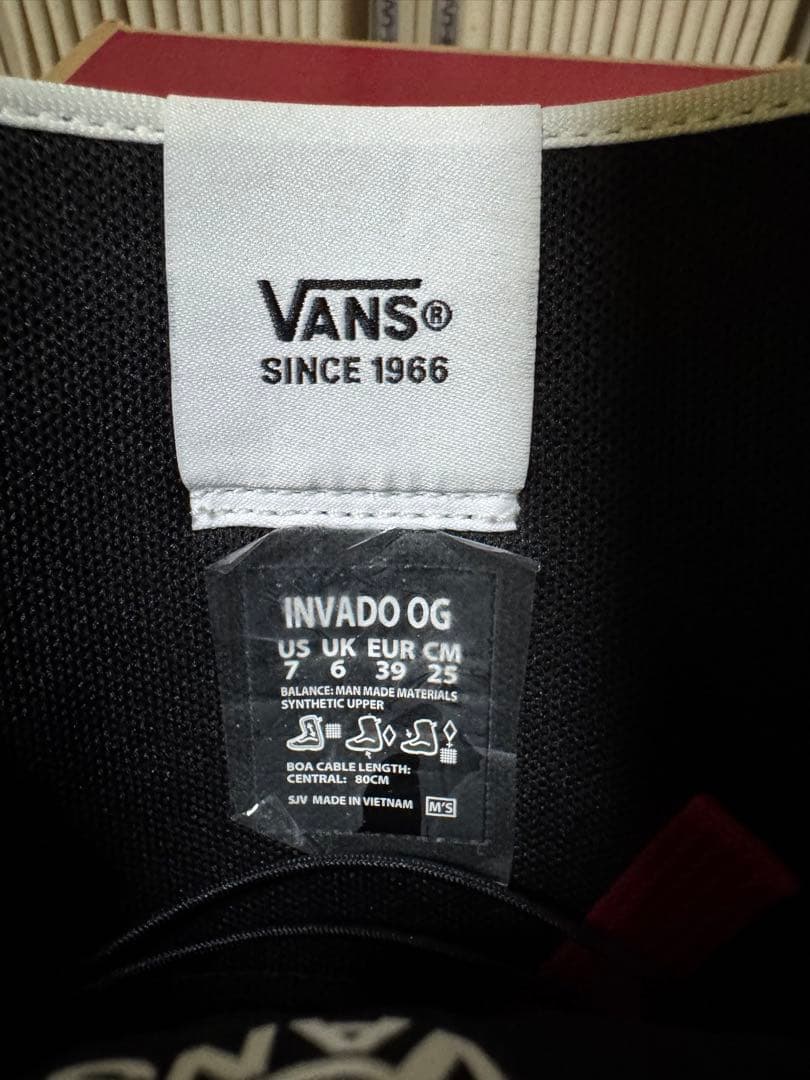 VANS®
SINCE 1966
INVADO OG
US UK EUR CM
7 6 39 25
BALANCE: MAN MADE MATERIALS
SYNTHETIC UPPER
BOA CABLE LENGTH:
CENTRAL: 80CM
SJV MADE IN VIETNAM M'S
VANS